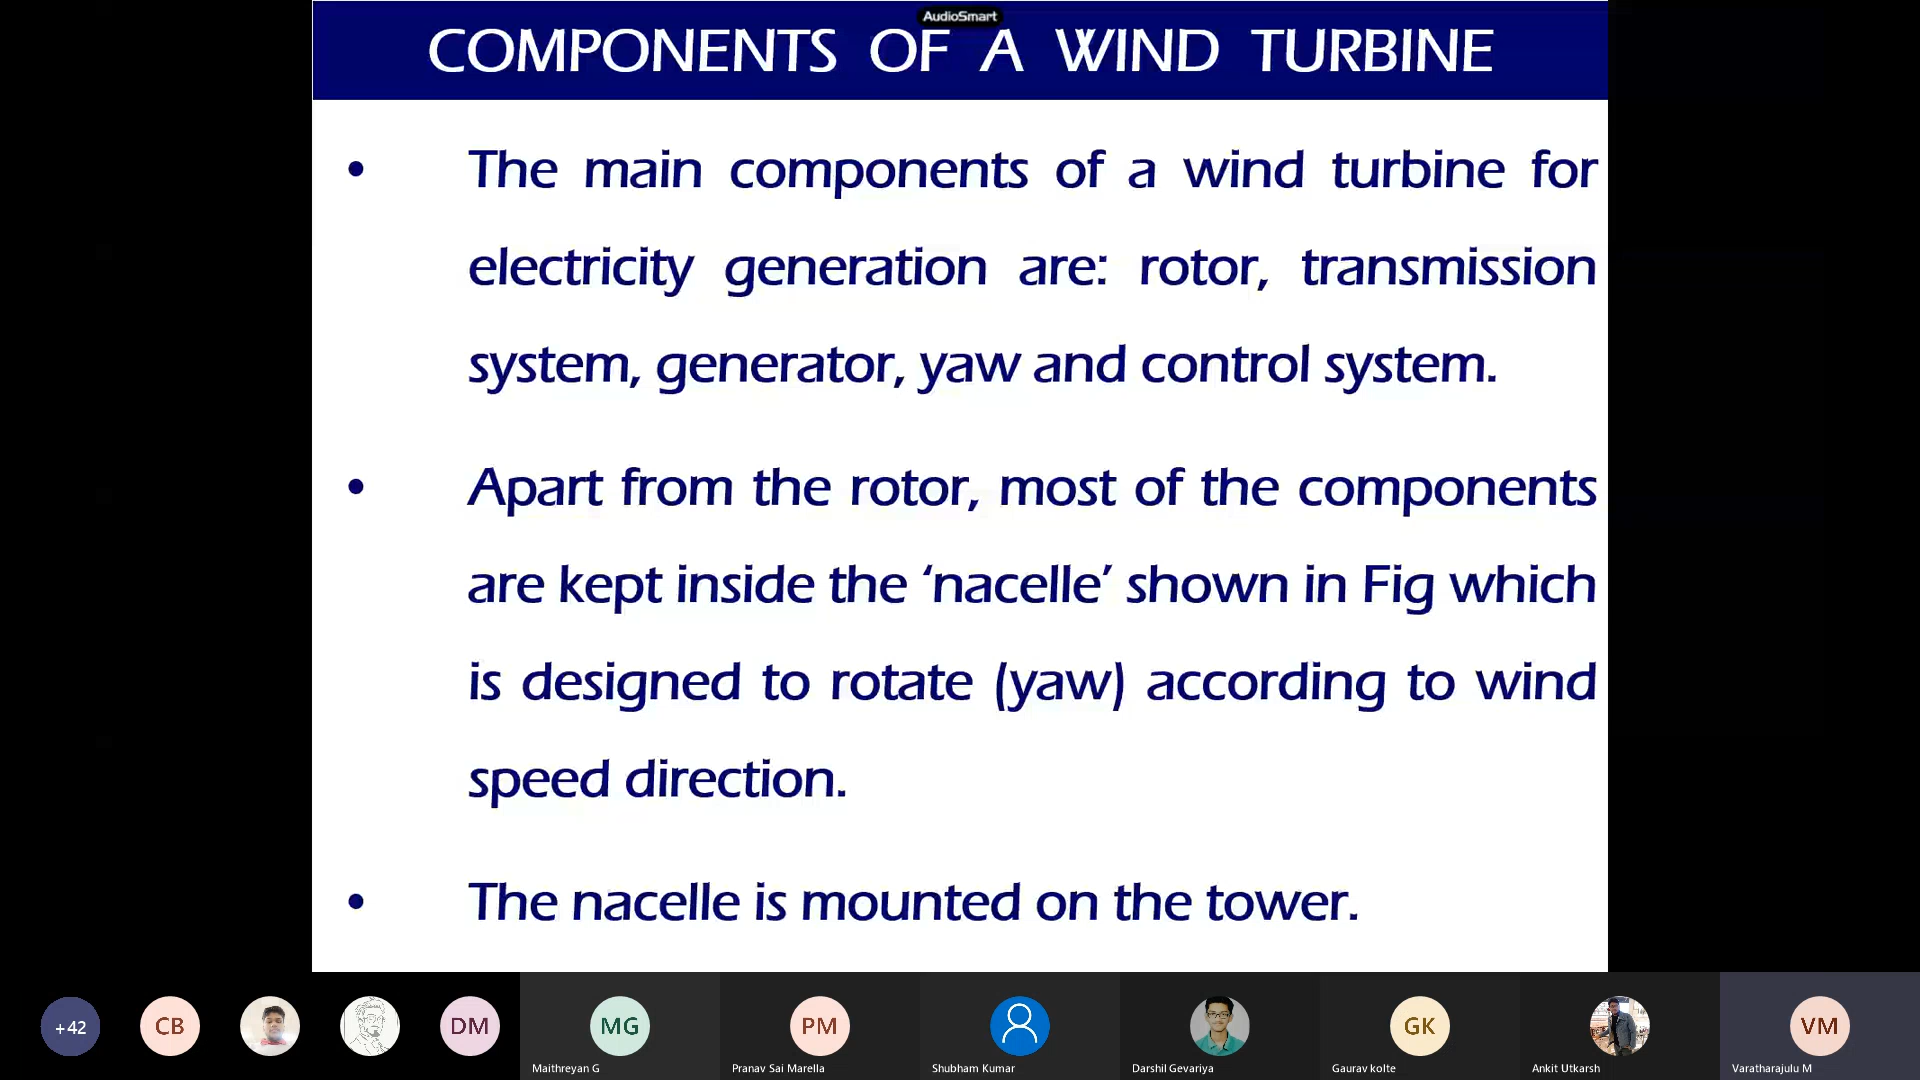 AudioSmart
COMPONENTS OF A WIND TURBINE
• The main components of a wind turbine for
electricity generation are: rotor, transmission
system, generator, yaw and control system.
• Apart from the rotor, most of the components
are kept inside the ‘nacelle’ shown in Fig which
is designed to rotate (yaw) according to wind
speed direction.
• The nacelle is mounted on the tower.
+42
CB
DM
MG
PM
GK
VM
Maithreyan G
Pranav Sai Marella
Shubham Kumar
Darshil Gevariya
Gaurav kolte
Ankit Utkarsh
Varatharajulu M